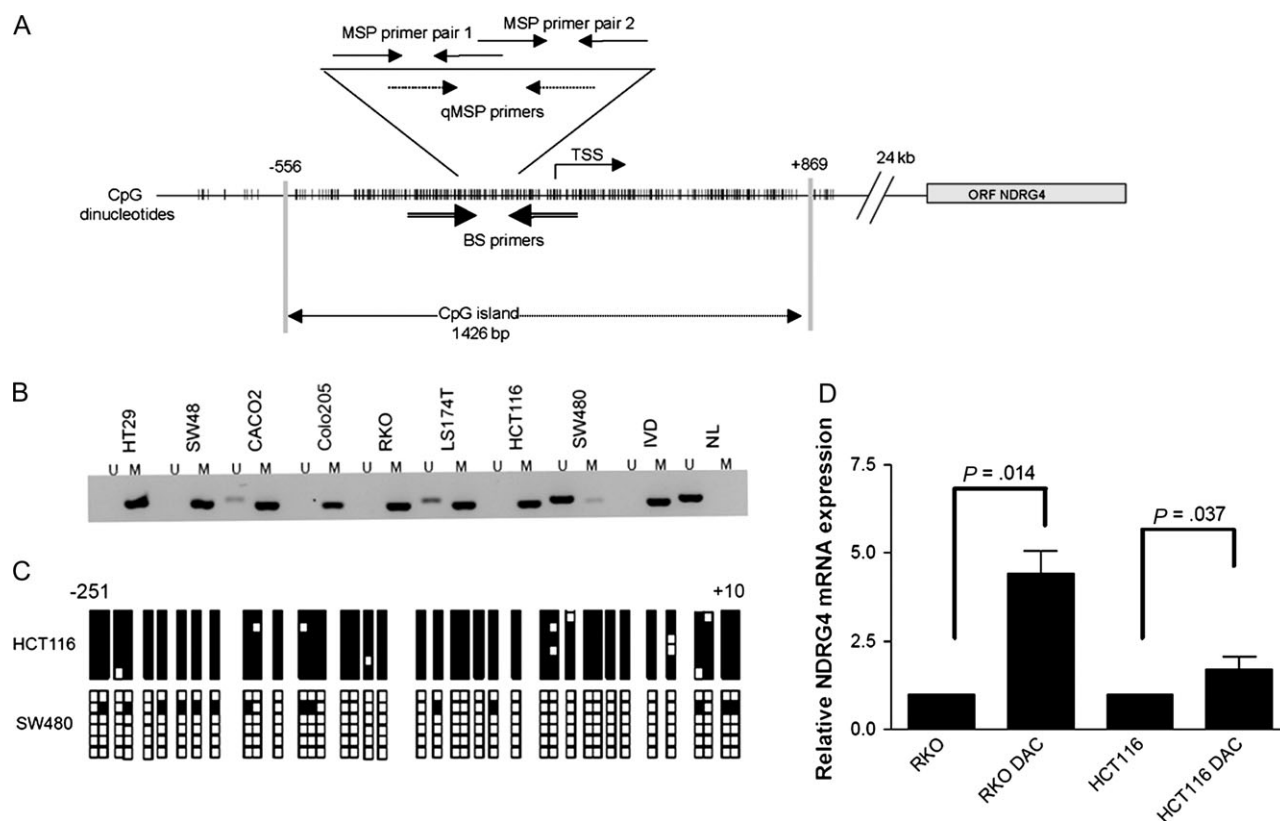 A
MSP primer pair 1
MSP primer pair 2
qMSP primers
-556
TSS
+869
24 kb
CpG
dinucleotides
ORF NDRG4
BS primers
CpG island
1426 bp
B
HT29
SW48
CACO2
Colo205
RKO
LS174T
HCT116
SW480
IVD
NL
U M U M U M U M U M U M U M U M U M U M
C
-251
+10
HCT116
SW480
D
Relative NDRG4 mRNA expression
7.5
5.0
2.5
0.0
P = .014
P = .037
RKO
RKO DAC
HCT116
HCT116 DAC